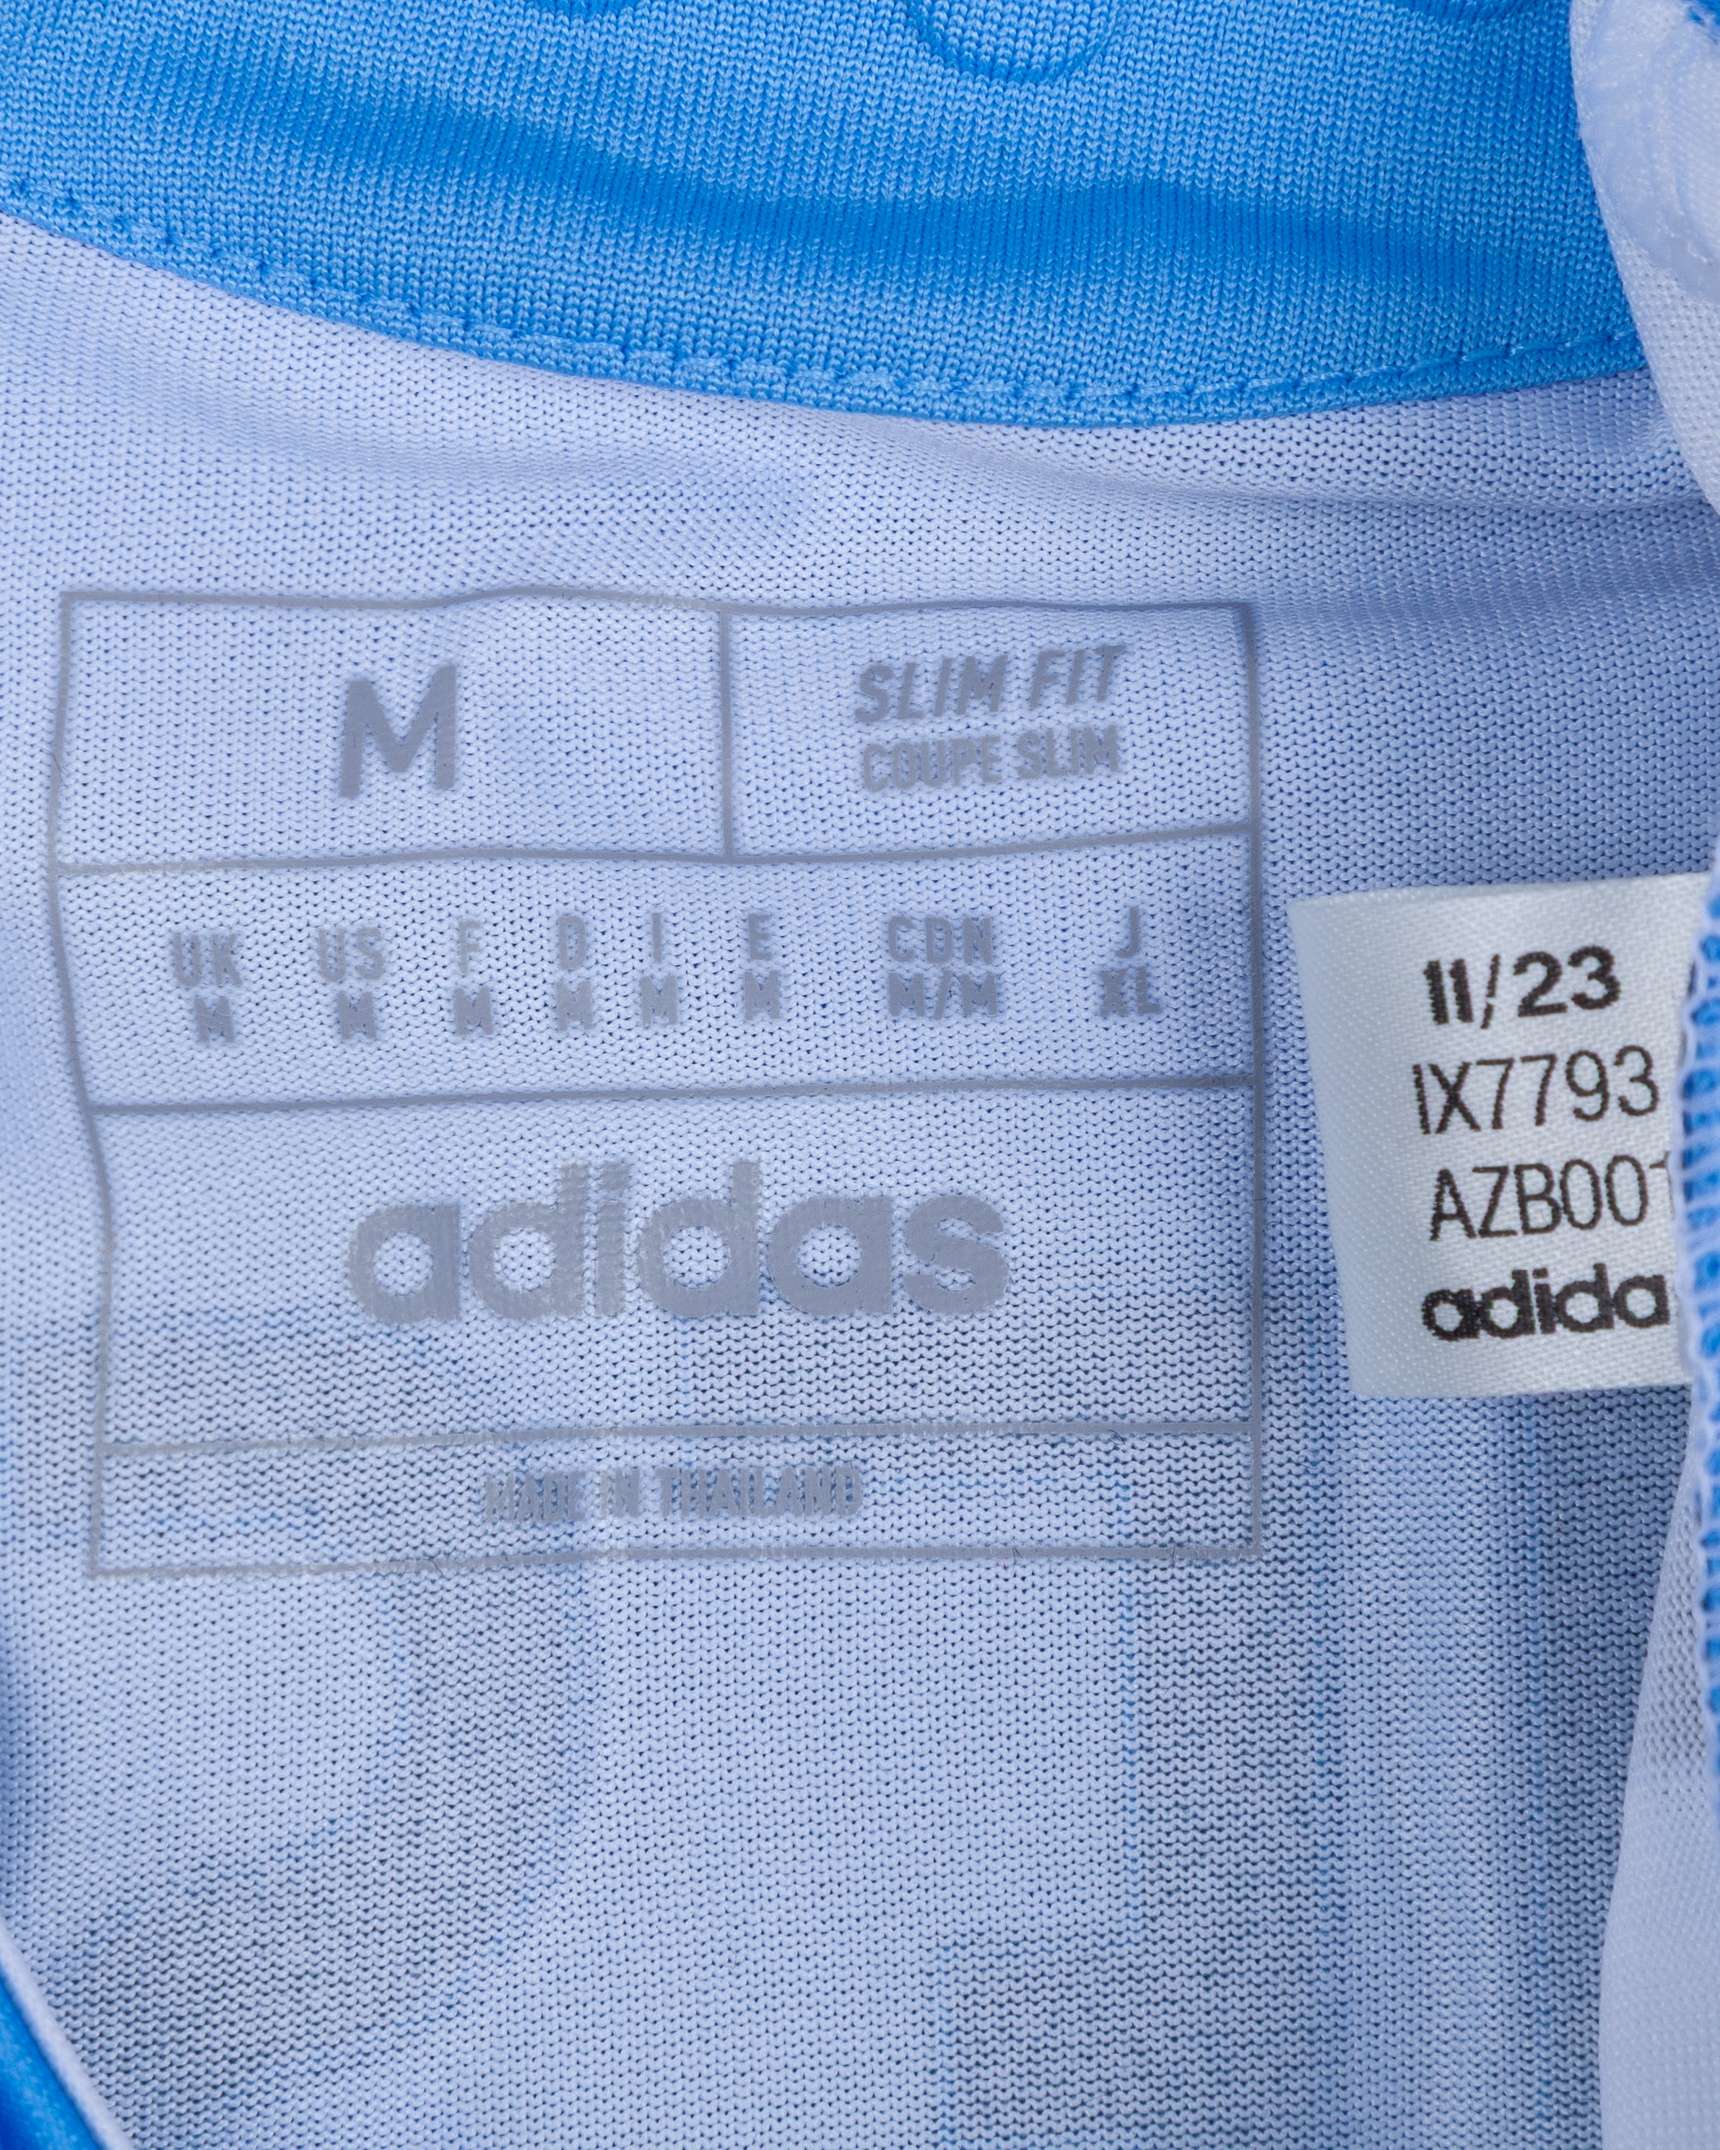 M
SLIM FIT
COUPE SLIM
UK US F D I E CDN J
M M M M M M M/M XL
adidas
MADE IN THAILAND
11/23
IX7793
AZB001
adida